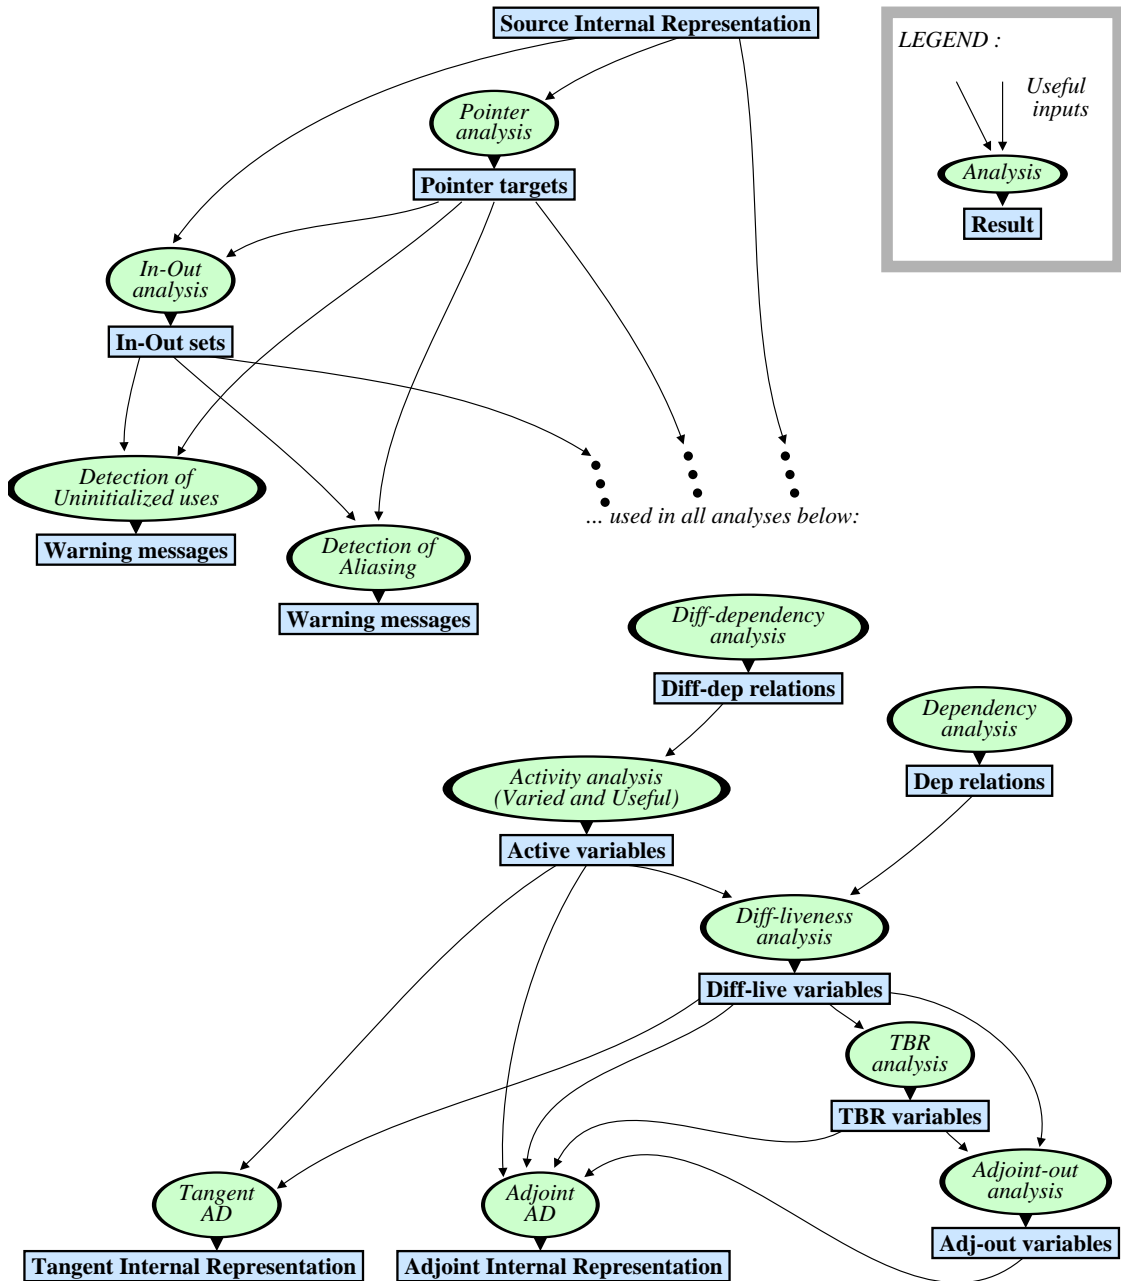 Source Internal Representation
LEGEND :
Useful
inputs
Analysis
Result
Pointer
analysis
Pointer targets
In-Out
analysis
In-Out sets
Detection of
Uninitialized uses
Warning messages
Detection of
Aliasing
Warning messages
... used in all analyses below:
Diff-dependency
analysis
Diff-dep relations
Dependency
analysis
Dep relations
Activity analysis
(Varied and Useful)
Active variables
Diff-liveness
analysis
Diff-live variables
TBR
analysis
TBR variables
Adjoint-out
analysis
Adj-out variables
Tangent
AD
Tangent Internal Representation
Adjoint
AD
Adjoint Internal Representation